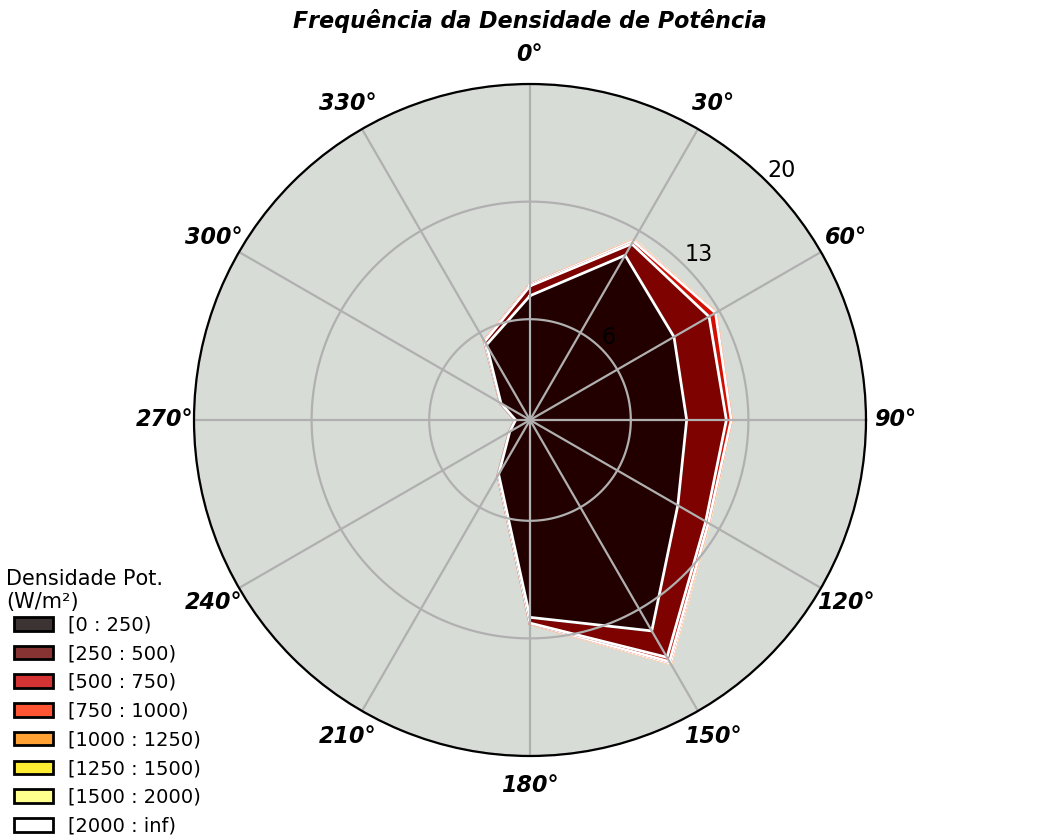 Frequência da Densidade de Potência
0°
330°
30°
20
300°
60°
13
6
270°
90°
240°
120°
210°
150°
180°
Densidade Pot.
(W/m²)
[0 : 250)
[250 : 500)
[500 : 750)
[750 : 1000)
[1000 : 1250)
[1250 : 1500)
[1500 : 2000)
[2000 : inf)